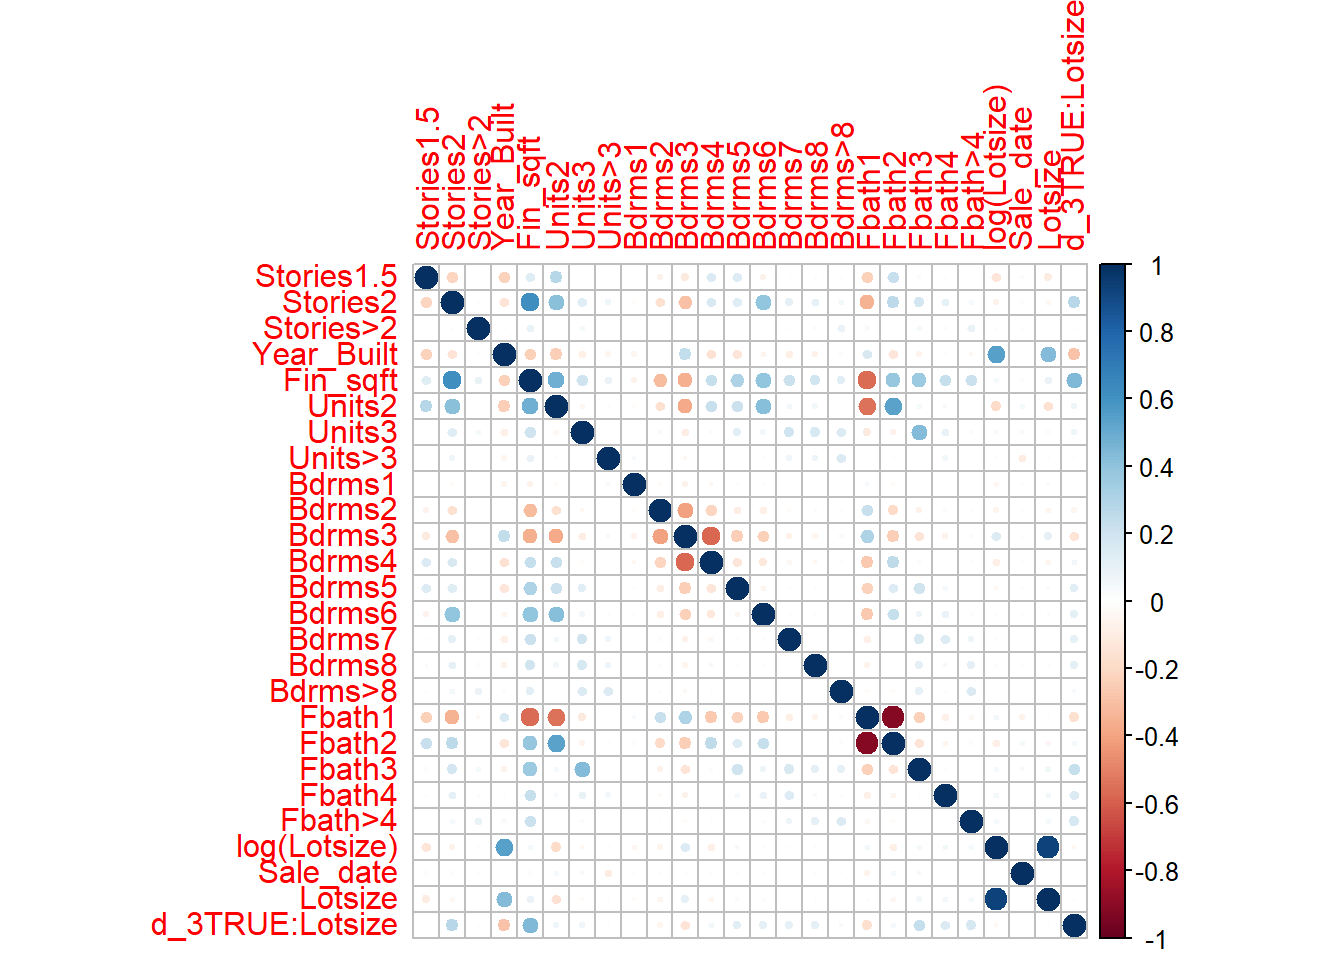 Stories1.5
Stories2
Stories>2
Year_Built
Fin_sqft
Units2
Units3
Units>3
Bdrms1
Bdrms2
Bdrms3
Bdrms4
Bdrms5
Bdrms6
Bdrms7
Bdrms8
Bdrms>8
Fbath1
Fbath2
Fbath3
Fbath4
Fbath>4
log(Lotsize)
Sale_date
Lotsize
d_3TRUE:Lotsize
Stories1.5
Stories2
Stories>2
Year_Built
Fin_sqft
Units2
Units3
Units>3
Bdrms1
Bdrms2
Bdrms3
Bdrms4
Bdrms5
Bdrms6
Bdrms7
Bdrms8
Bdrms>8
Fbath1
Fbath2
Fbath3
Fbath4
Fbath>4
log(Lotsize)
Sale_date
Lotsize
d_3TRUE:Lotsize
1
0.8
0.6
0.4
0.2
0
-0.2
-0.4
-0.6
-0.8
-1